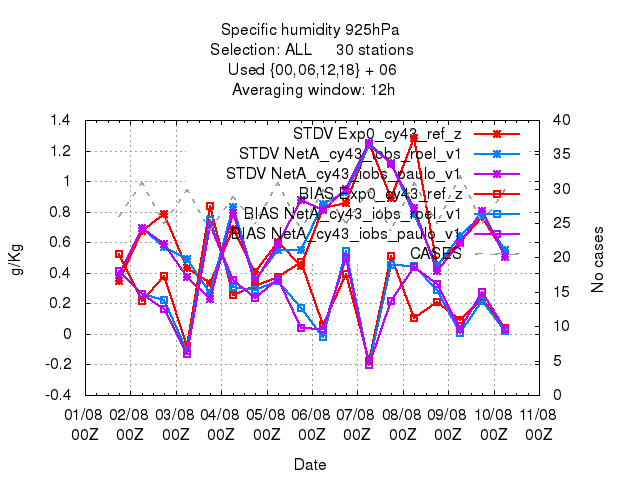 Specific humidity 925hPa
Selection: ALL 30 stations
Used {00,06,12,18} + 06
Averaging window: 12h
1.4
1.2
1
0.8
0.6
0.4
0.2
0
-0.2
-0.4
g/Kg
40
35
30
25
20
15
10
5
0
No cases
STDV Exp0_cy43_ref_z
STDV NetA_cy43_iobs_roel_v1
STDV NetA_cy43_iobs_paulo_v1
BIAS Exp0_cy43_ref_z
BIAS NetA_cy43_iobs_roel_v1
BIAS NetA_cy43_iobs_paulo_v1
CASES
01/08 02/08 03/08 04/08 05/08 06/08 07/08 08/08 09/08 10/08 11/08
00Z 00Z 00Z 00Z 00Z 00Z 00Z 00Z 00Z 00Z 00Z
Date